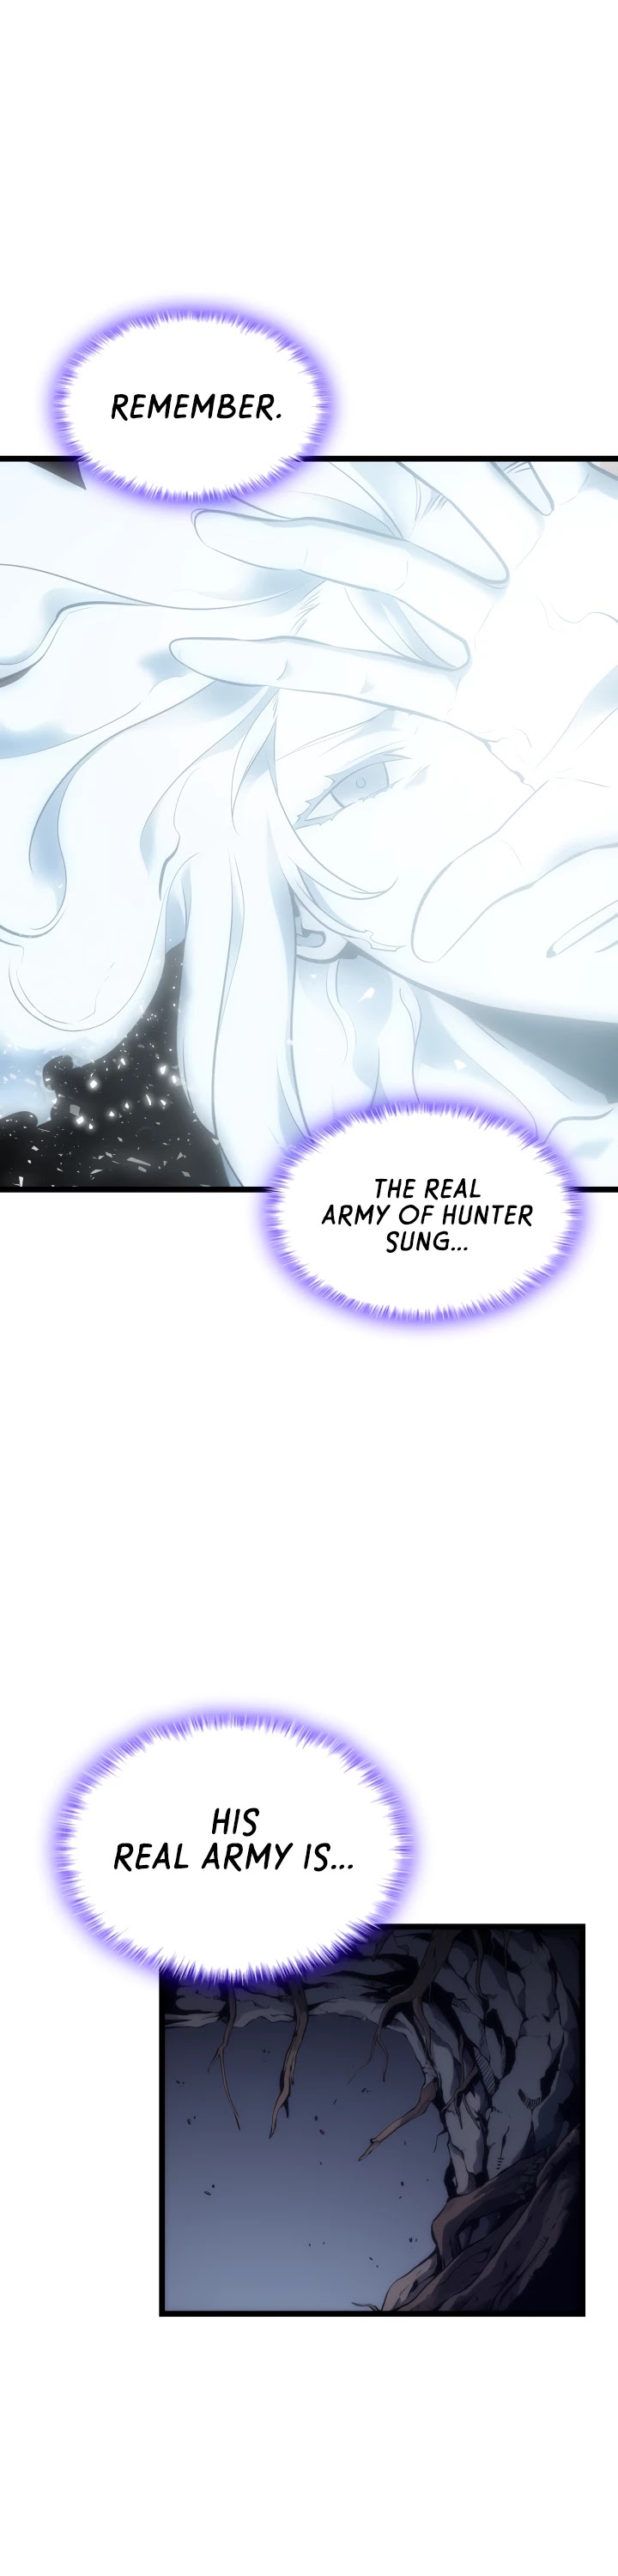 REMEMBER.
THE REAL
ARMY OF HUNTER
SUNG...
HIS
REAL ARMY IS...